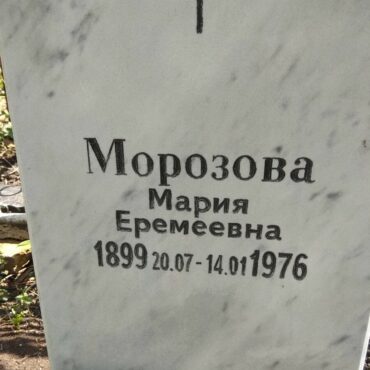 Морозова
Мария
Еремеевна
1899 20.07 - 14.01 1976